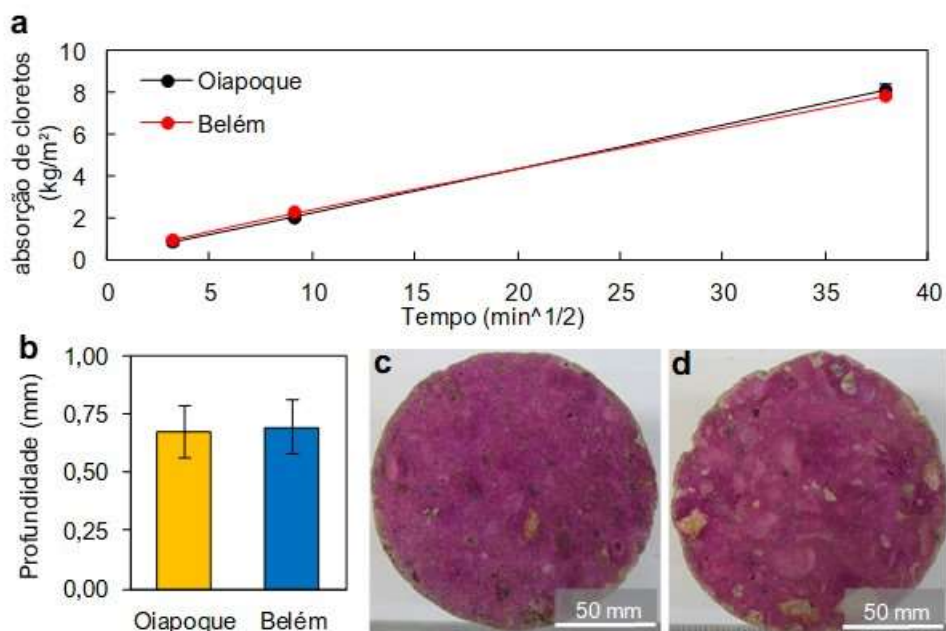 a
absorção de cloretos
(kg/m²)
10
8
6
4
2
0
Oiapoque
Belém
0 5 10 15 20 25 30 35 40
Tempo (min^1/2)
b
Profundidade (mm)
1,00
0,75
0,50
0,25
0,00
Oiapoque Belém
c
50 mm
d
50 mm